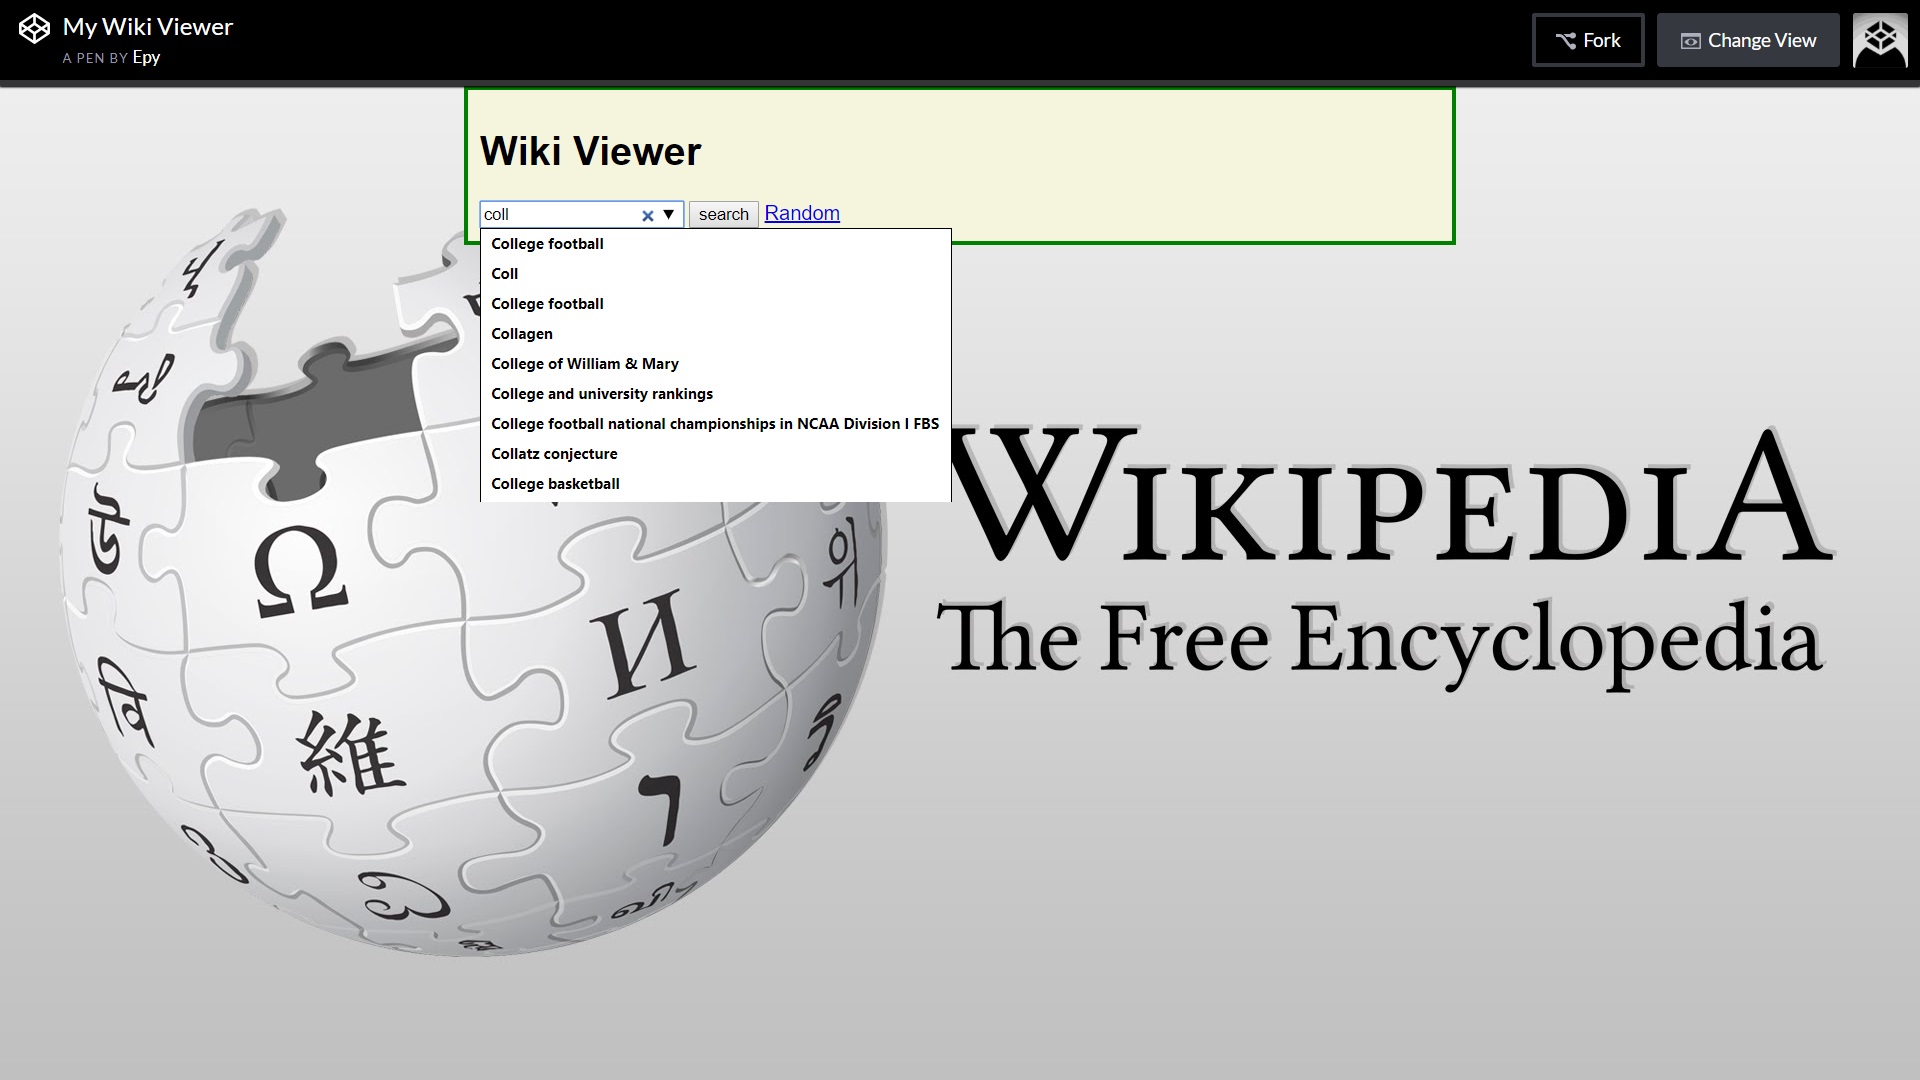 My Wiki Viewer
A PEN BY Epy
Fork
Change View
Wiki Viewer
coll
search
Random
College football
Coll
College football
Collagen
College of William & Mary
College and university rankings
College football national championships in NCAA Division I FBS
Collatz conjecture
College basketball
WIKIPEDIA
The Free Encyclopedia
Ω
И
위
वि
維
ו